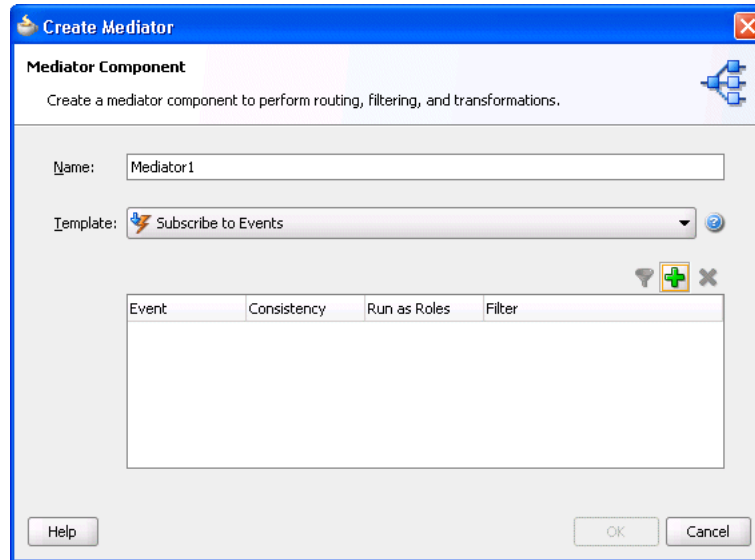 Create Mediator
Mediator Component
Create a mediator component to perform routing, filtering, and transformations.
Name: Mediator1
Template: Subscribe to Events
Event Consistency Run as Roles Filter
Help OK Cancel